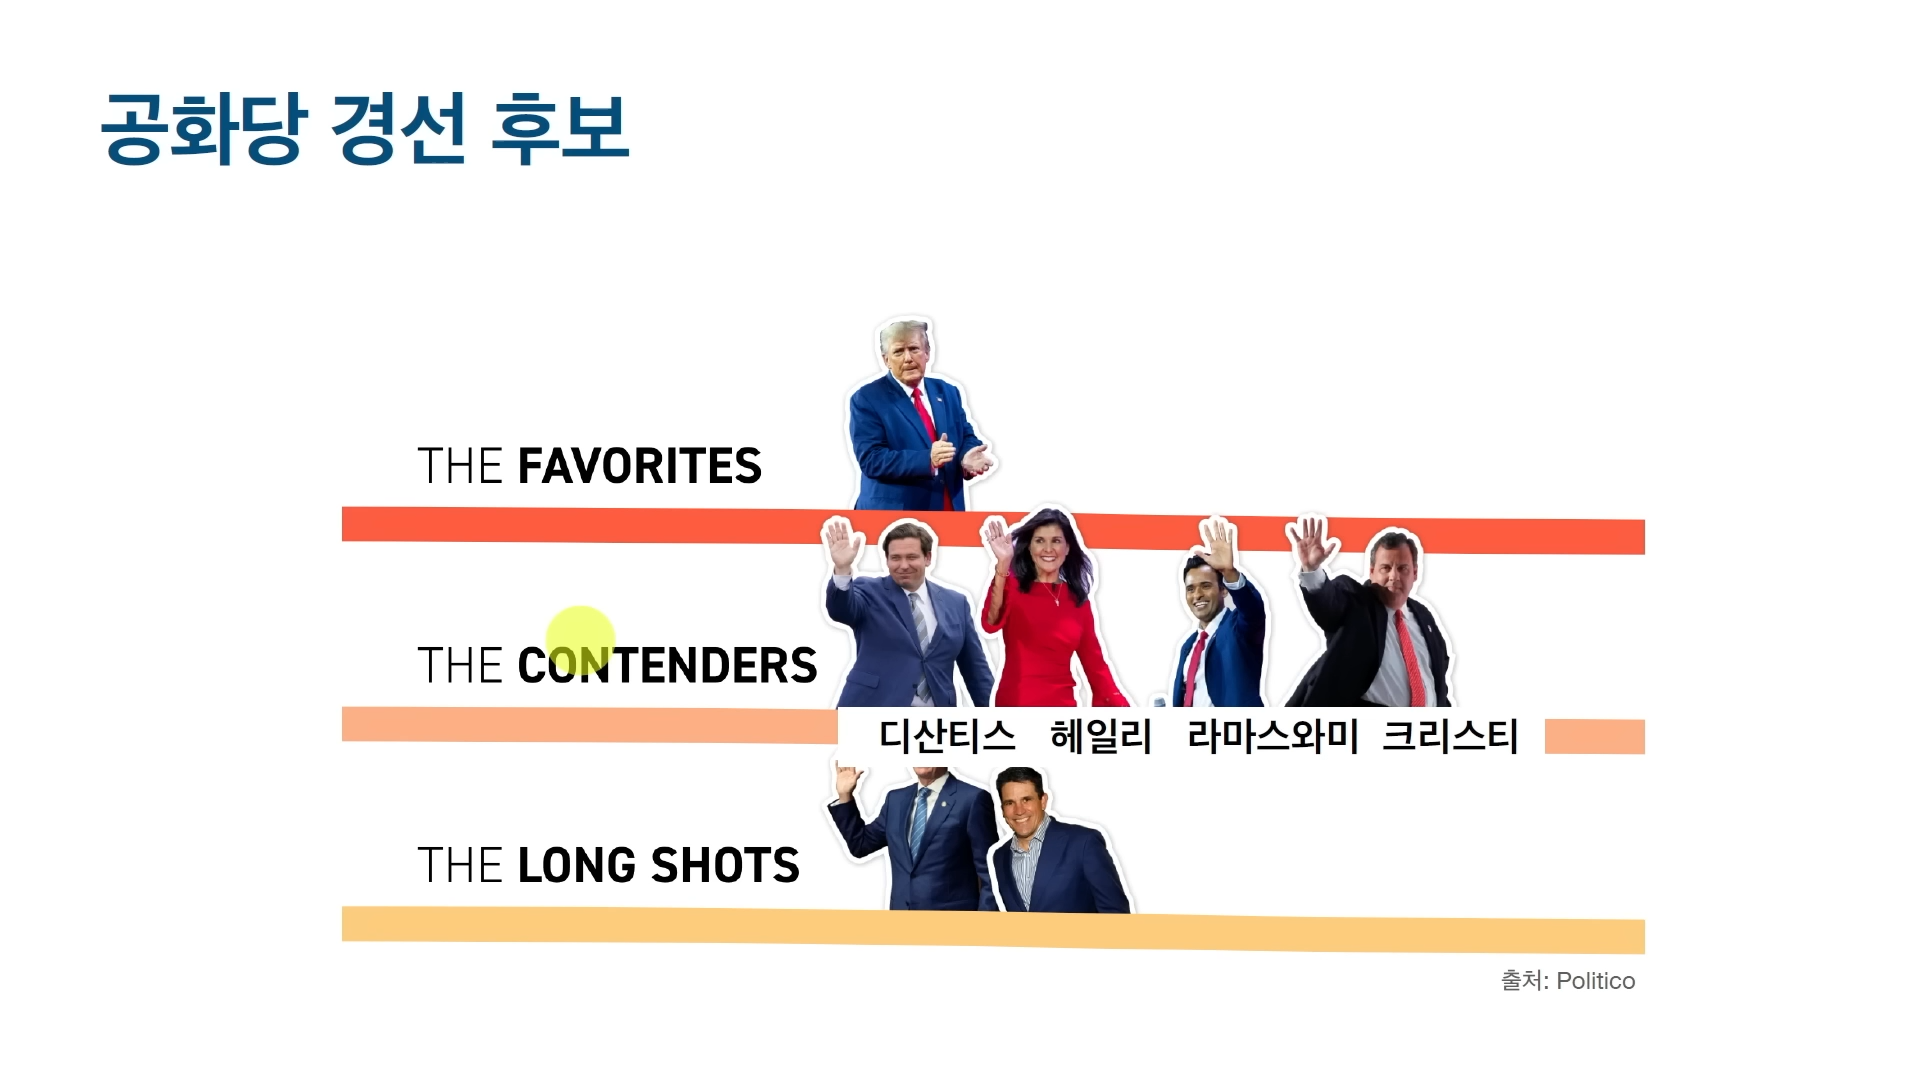 공화당 경선 후보
THE FAVORITES
THE CONTENDERS
디산티스 헤일리 라마스와미 크리스티
THE LONG SHOTS
출처: Politico